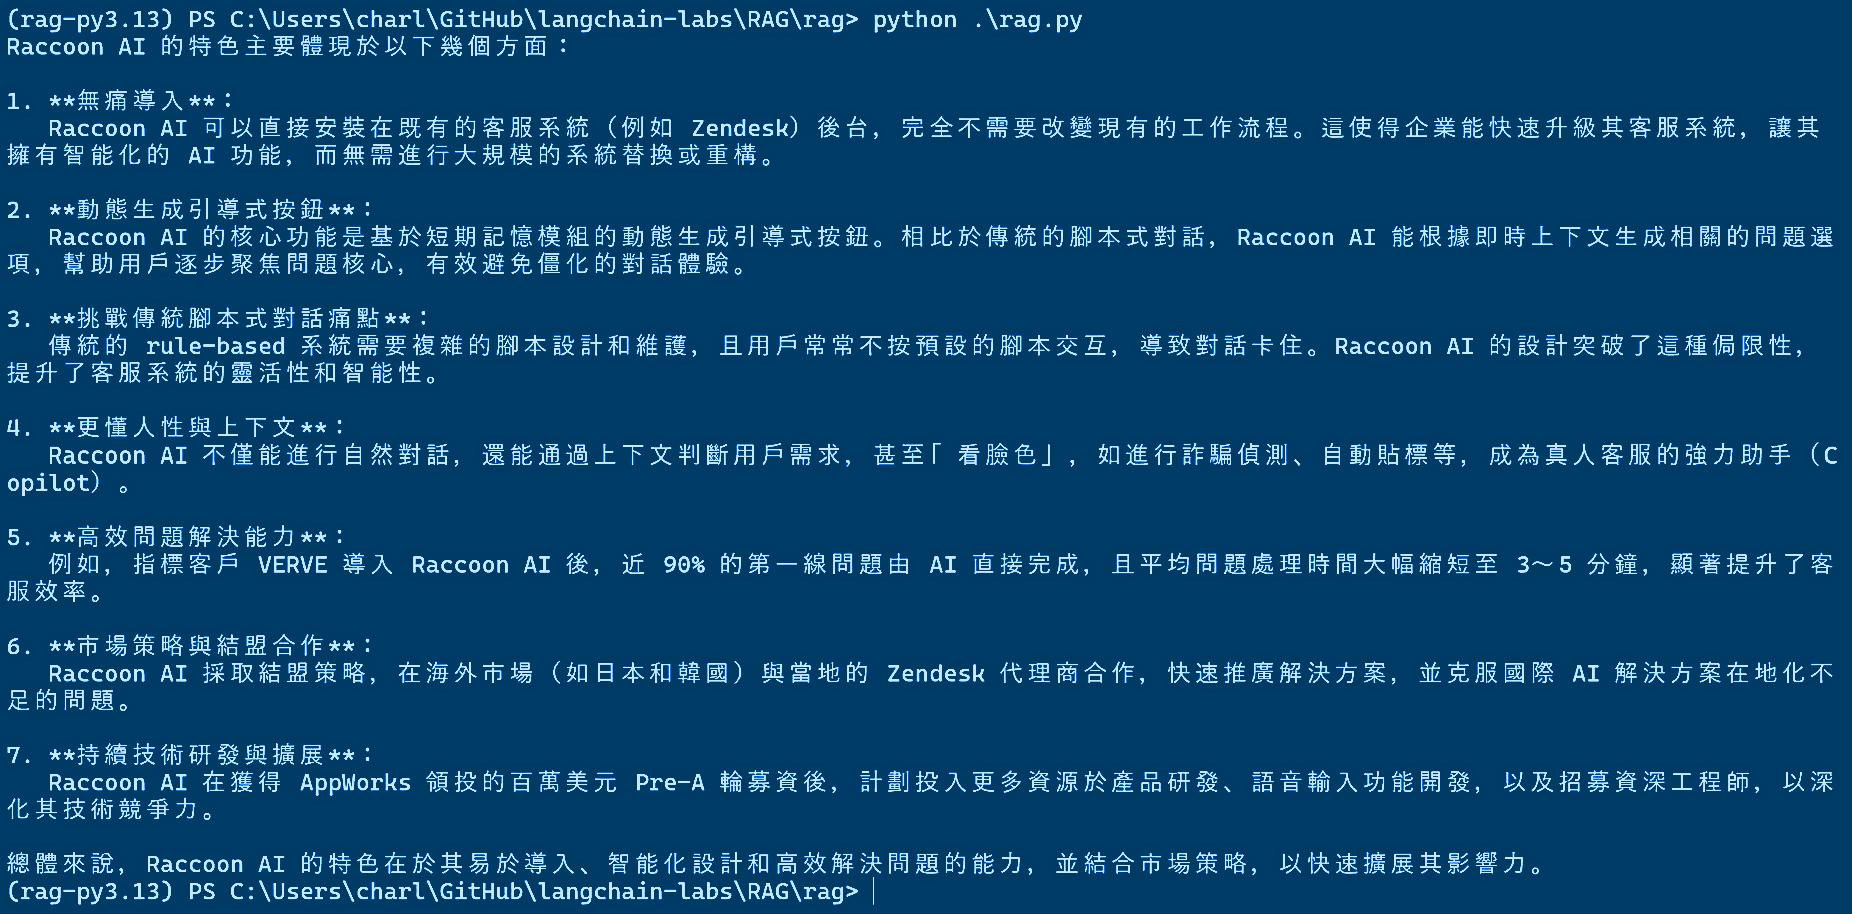 (rag-py3.13) PS C:\Users\charl\GitHub\langchain-labs\RAG\rag> python .\rag.py
Raccoon AI 的特色主要體現於以下幾個方面：
1. **無痛導入**：
Raccoon AI 可以直接安裝在既有的客服系統（例如 Zendesk）後台，完全不需要改變現有的工作流程。這使得企業能快速升級其客服系統，讓其
擁有智能化的 AI 功能，而無需進行大規模的系統替換或重構。
2. **動態生成引導式按鈕**：
Raccoon AI 的核心功能是基於短期記憶模組的動態生成引導式按鈕。相比於傳統的腳本式對話，Raccoon AI 能根據即時上下文生成相關的問題選
項，幫助用戶逐步聚焦問題核心，有效避免僵化的對話體驗。
3. **挑戰傳統腳本式對話痛點**：
傳統的 rule-based 系統需要複雜的腳本設計和維護，且用戶常常不按預設的腳本交互，導致對話卡住。Raccoon AI 的設計突破了這種侷限性，
提升了客服系統的靈活性和智能性。
4. **更懂人性與上下文**：
Raccoon AI 不僅能進行自然對話，還能通過上下文判斷用戶需求，甚至「看臉色」，如進行詐騙偵測、自動貼標等，成為真人客服的強力助手（C
opilot）。
5. **高效問題解決能力**：
例如，指標客戶 VERVE 導入 Raccoon AI 後，近 90% 的第一線問題由 AI 直接完成，且平均問題處理時間大幅縮短至 3～5 分鐘，顯著提升了客
服效率。
6. **市場策略與結盟合作**：
Raccoon AI 採取結盟策略，在海外市場（如日本和韓國）與當地的 Zendesk 代理商合作，快速推廣解決方案，並克服國際 AI 解決方案在地化不
足的問題。
7. **持續技術研發與擴展**：
Raccoon AI 在獲得 AppWorks 領投的百萬美元 Pre-A 輪募資後，計劃投入更多資源於產品研發、語音輸入功能開發，以及招募資深工程師，以深
化其技術競爭力。
總體來說，Raccoon AI 的特色在於其易於導入、智能化設計和高效解決問題的能力，並結合市場策略，以快速擴展其影響力。
(rag-py3.13) PS C:\Users\charl\GitHub\langchain-labs\RAG\rag>